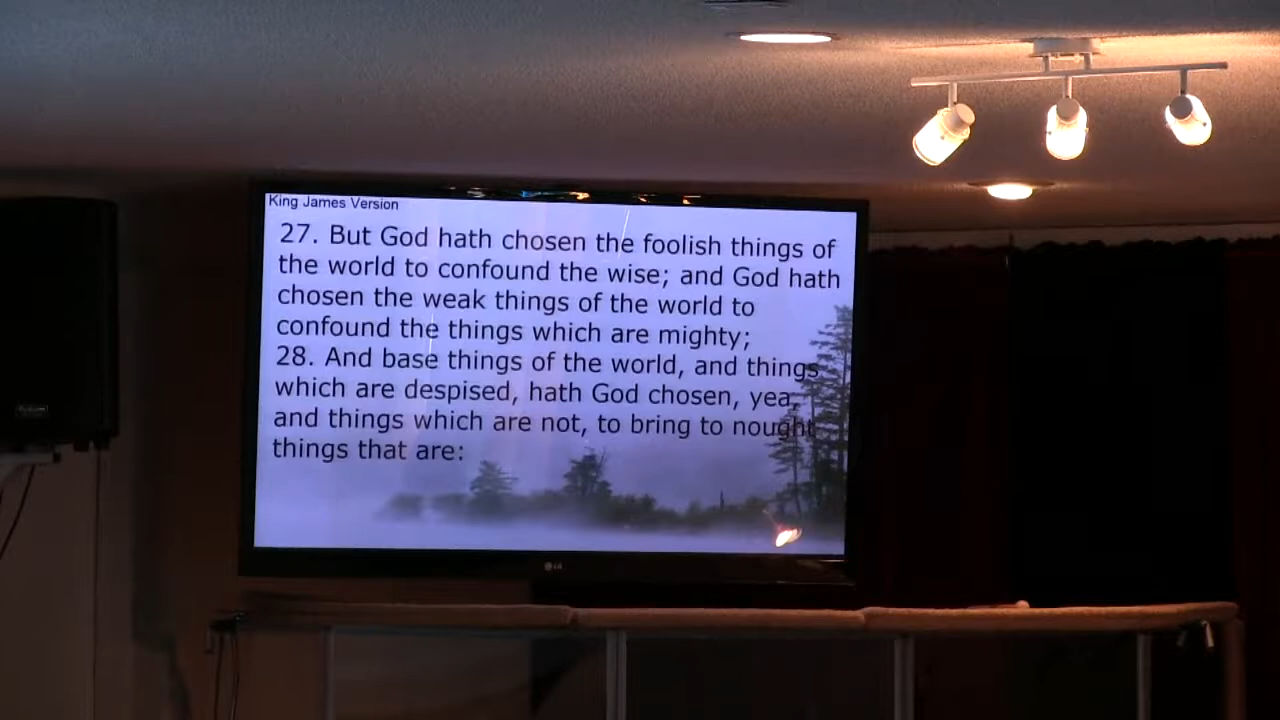 King James Version
27. But God hath chosen the foolish things of
the world to confound the wise; and God hath
chosen the weak things of the world to
confound the things which are mighty;
28. And base things of the world, and things
which are despised, hath God chosen, yea,
and things which are not, to bring to nought
things that are:
LG